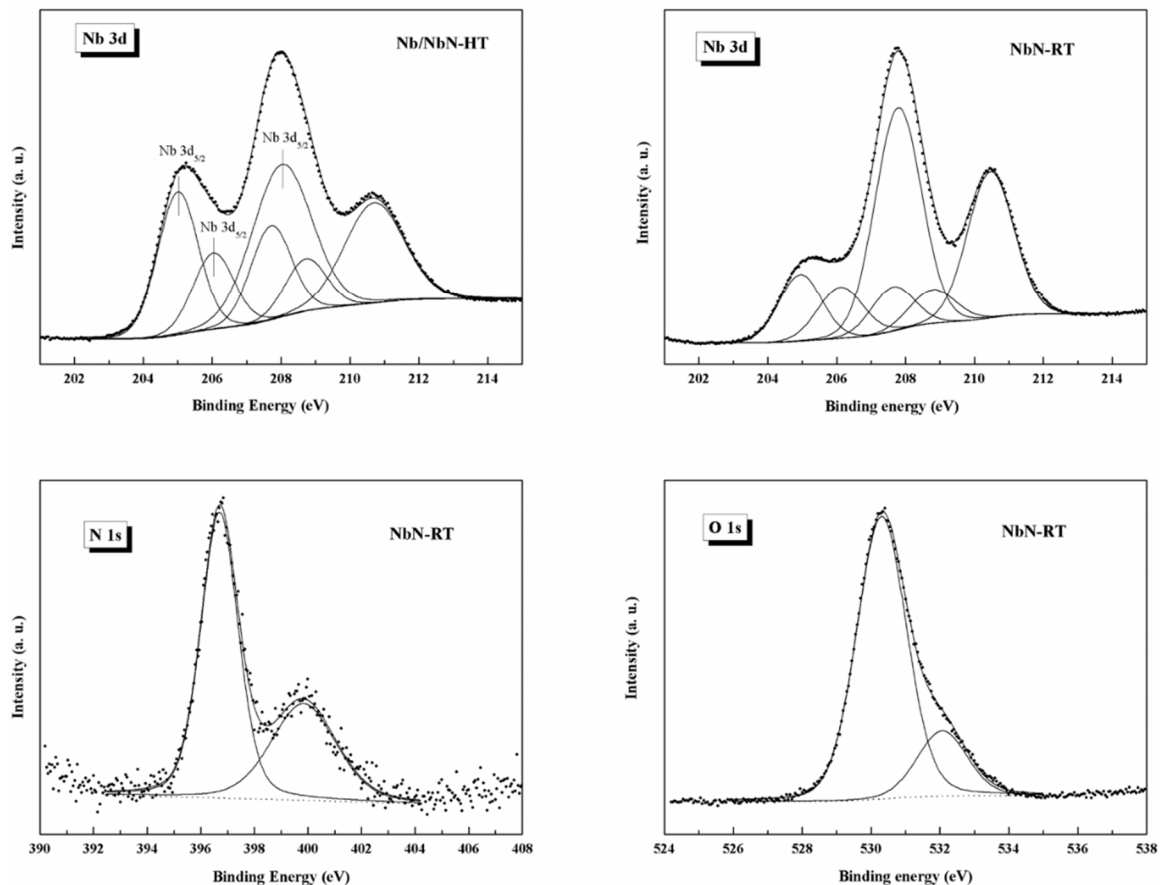 Nb 3d
Nb/NbN-HT
Nb 3d5/2
Nb 3d5/2
Nb 3d5/2
Intensity (a. u.)
202 204 206 208 210 212 214
Binding Energy (eV)
Nb 3d
NbN-RT
Intensity (a. u.)
202 204 206 208 210 212 214
Binding energy (eV)
N 1s
NbN-RT
Intensity (a. u.)
390 392 394 396 398 400 402 404 406 408
Binding Energy (eV)
O 1s
NbN-RT
Intensity (a. u.)
524 526 528 530 532 534 536 538
Binding energy (eV)